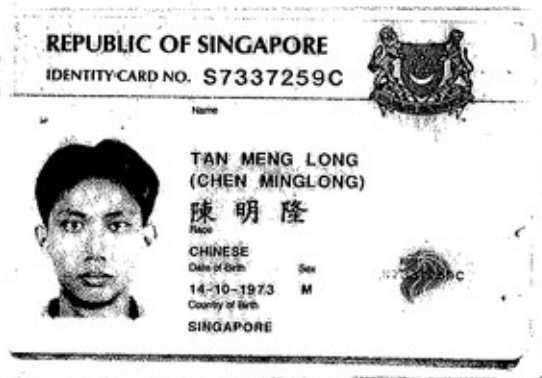 REPUBLIC OF SINGAPORE
IDENTITY CARD NO. S7337259C
Name
TAN MENG LONG
(CHEN MINGLONG)
陳明隆
Race
CHINESE
Date of Birth Sex
14-10-1973 M
Country of Birth
SINGAPORE